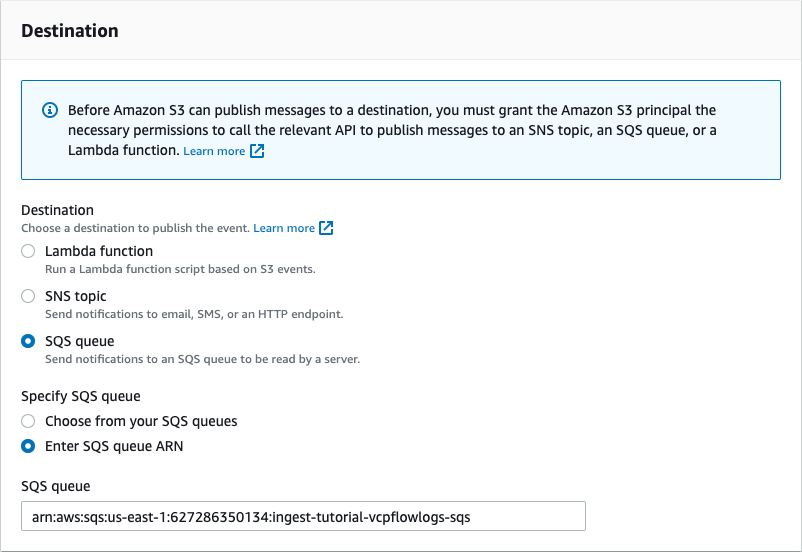 Destination
Before Amazon S3 can publish messages to a destination, you must grant the Amazon S3 principal the
necessary permissions to call the relevant API to publish messages to an SNS topic, an SQS queue, or a
Lambda function. Learn more
Destination
Choose a destination to publish the event. Learn more
Lambda function
Run a Lambda function script based on S3 events.
SNS topic
Send notifications to email, SMS, or an HTTP endpoint.
SQS queue
Send notifications to an SQS queue to be read by a server.
Specify SQS queue
Choose from your SQS queues
Enter SQS queue ARN
SQS queue
arn:aws:sqs:us-east-1:627286350134:ingest-tutorial-vcpflowlogs-sqs